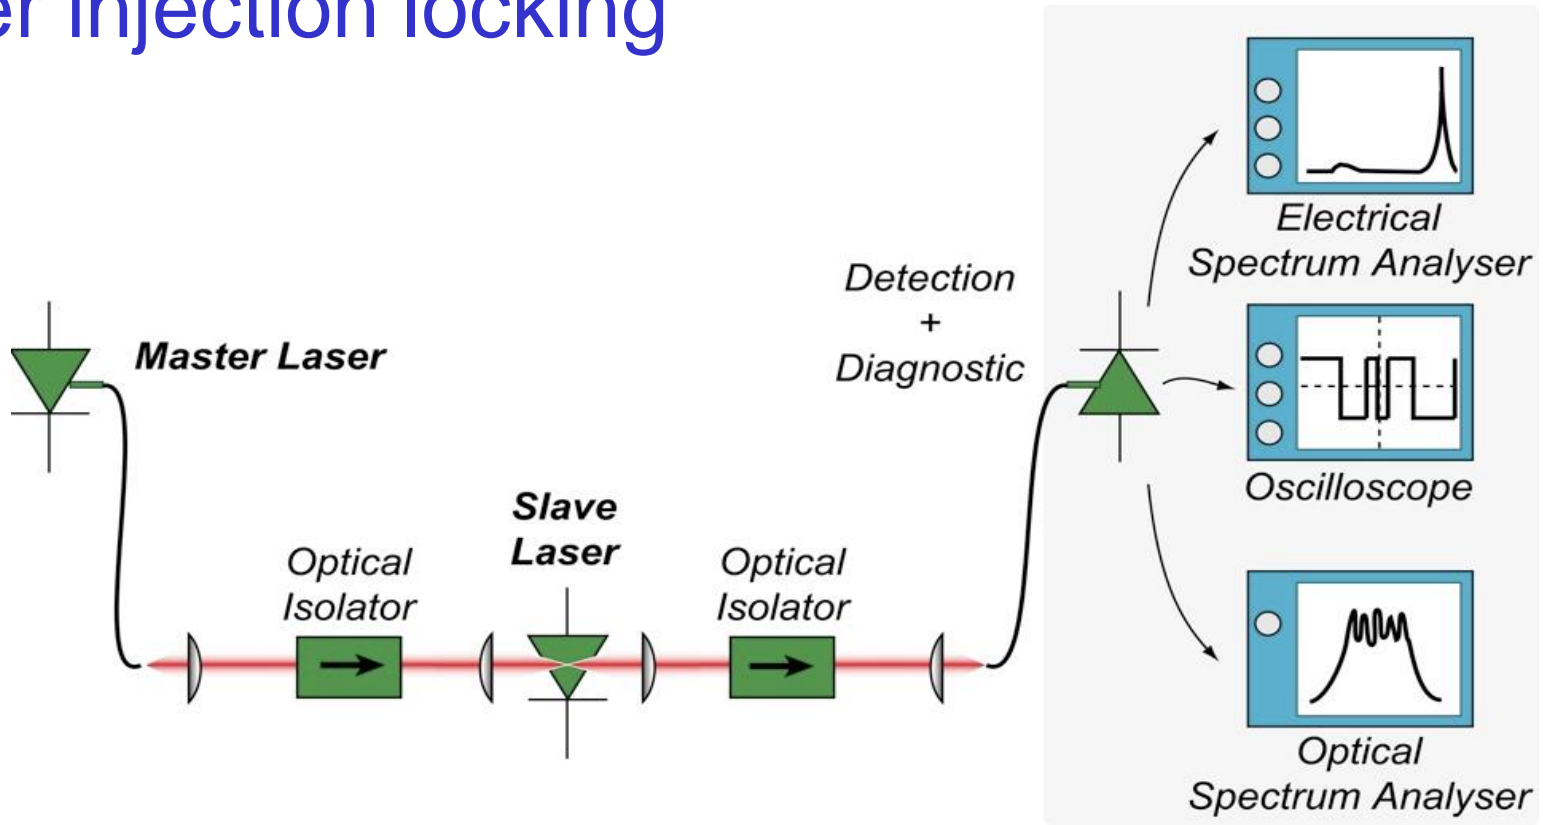 er injection locking
Electrical
Spectrum Analyser
Detection
+
Diagnostic
Master Laser
Oscilloscope
Slave
Laser
Optical
Isolator
Optical
Isolator
Optical
Spectrum Analyser